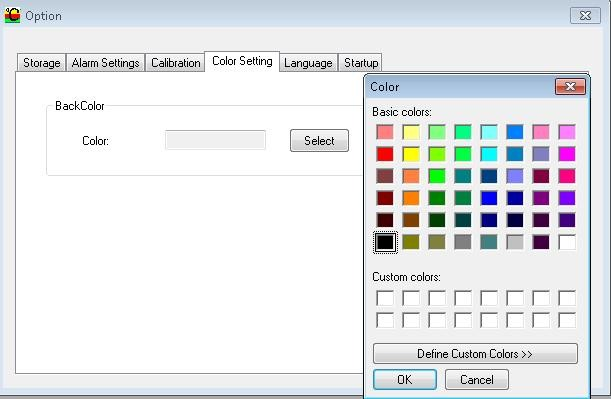 Option
Storage Alarm Settings Calibration Color Setting Language Startup
BackColor
Color:
Select
Color
Basic colors:
Custom colors:
Define Custom Colors >>
OK Cancel